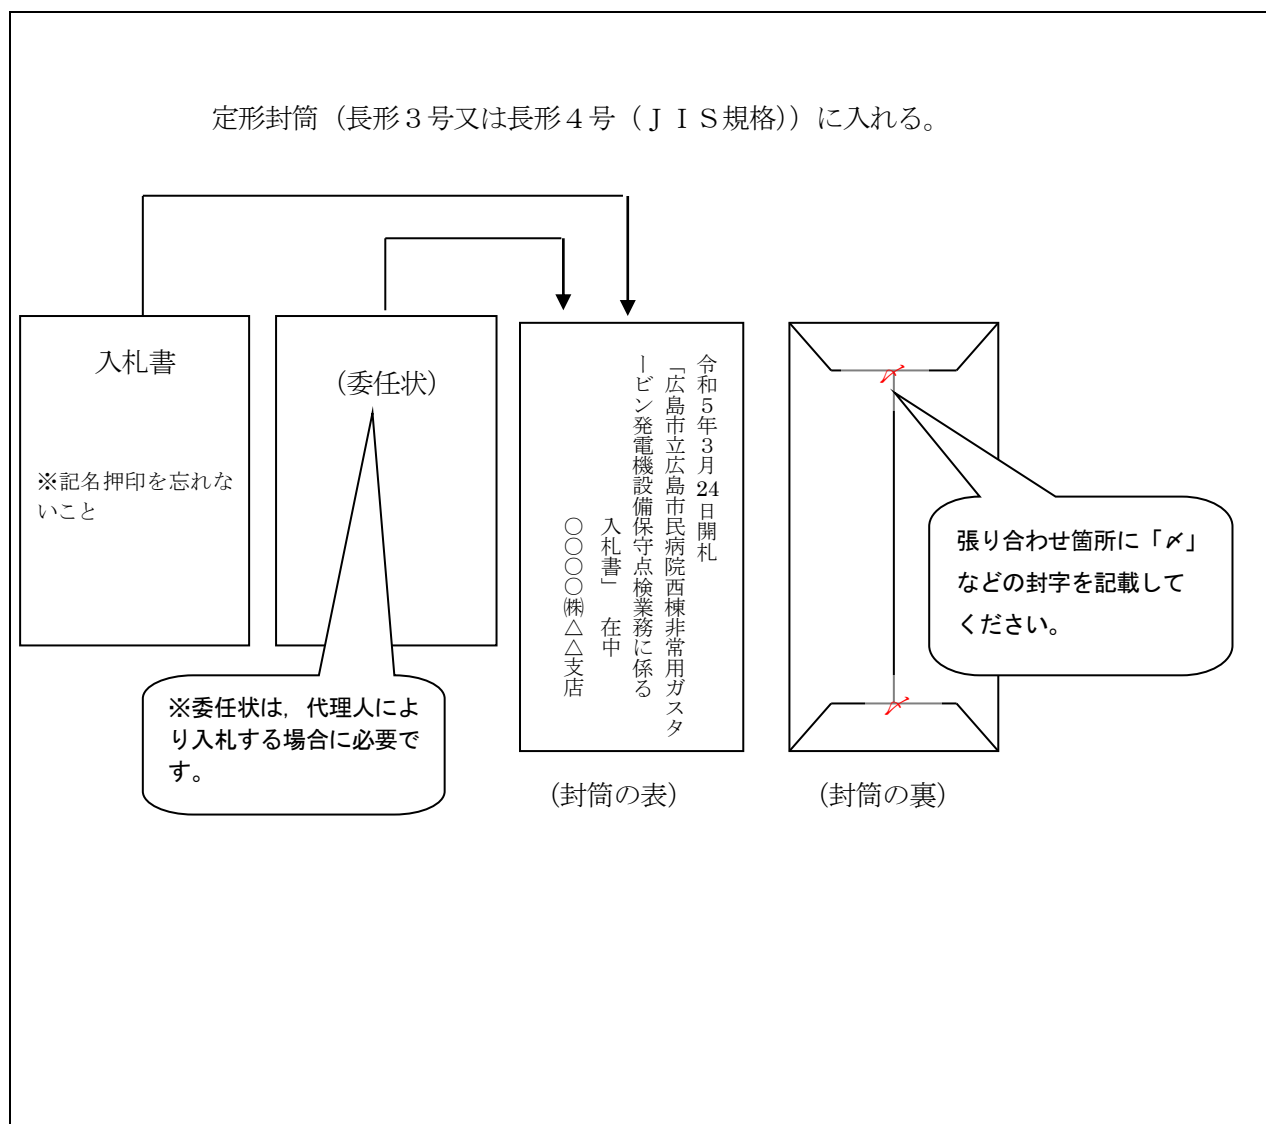 定形封筒（長形３号又は長形４号（ＪＩＳ規格））に入れる。
入札書
※記名押印を忘れな
いこと
（委任状）
※委任状は，代理人によ
り入札する場合に必要で
す。
令和５年３月24日開札
「広島市立広島市民病院西棟非常用ガスタ
ービン発電機設備保守点検業務に係る
入札書」　在中
○○○○㈱△△支店
（封筒の表）
〆
〆
張り合わせ箇所に「〆」
などの封字を記載して
ください。
（封筒の裏）